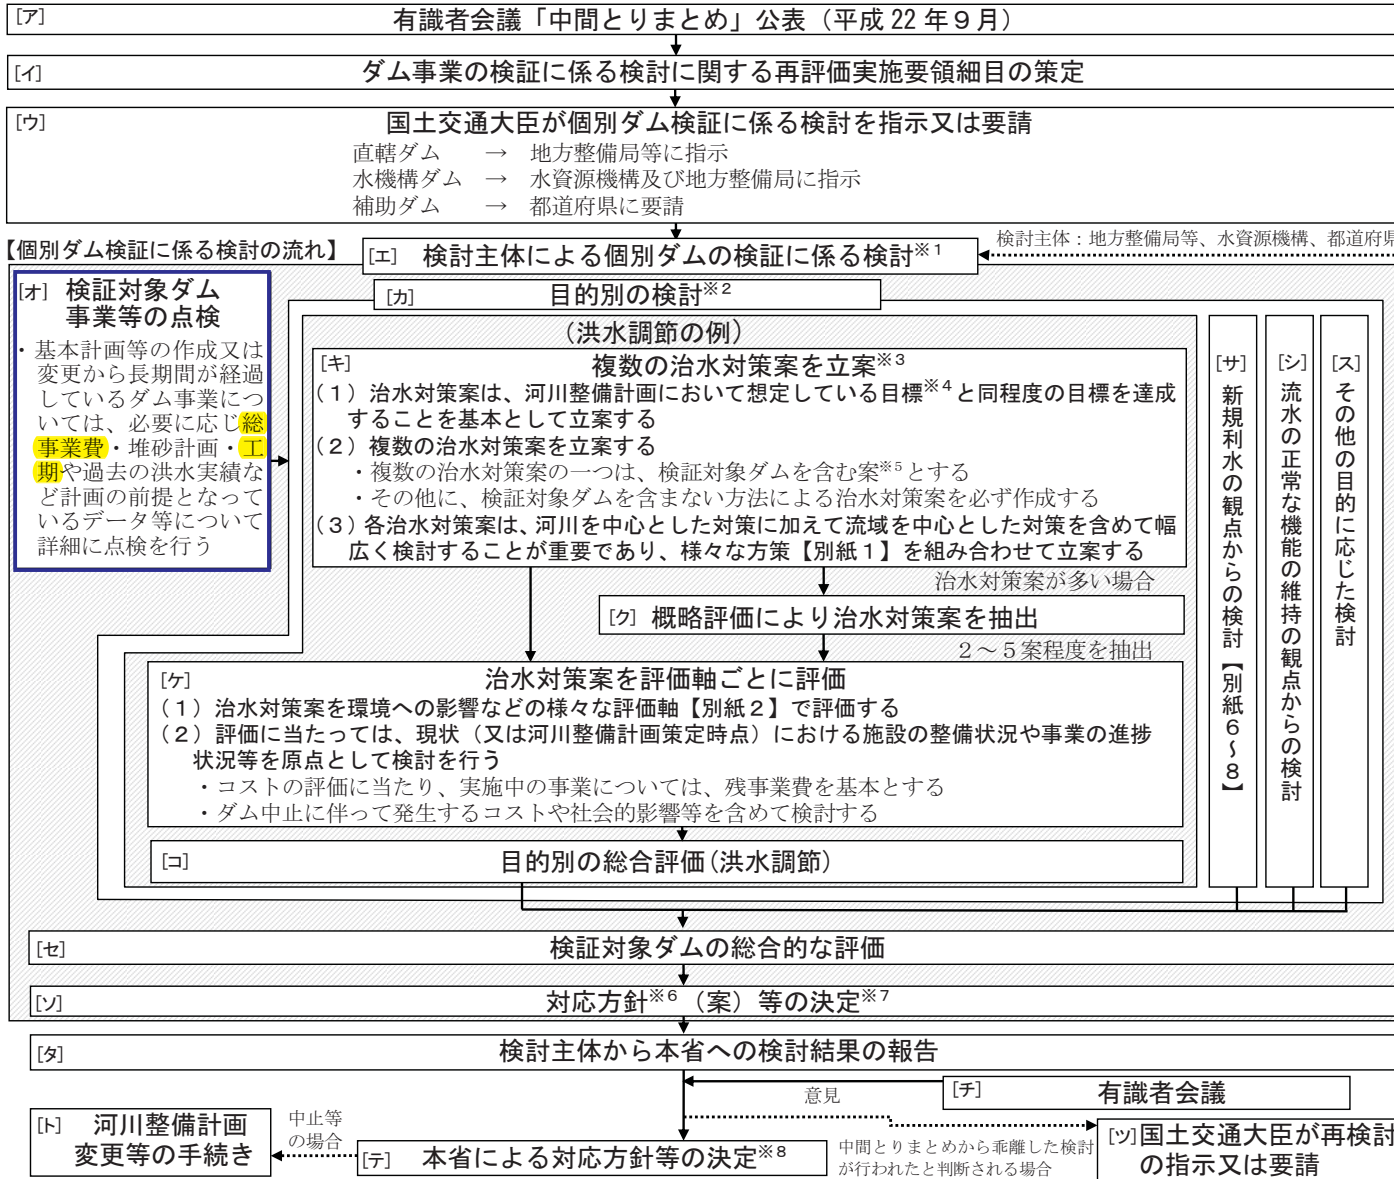 [ア] 有識者会議「中間とりまとめ」公表（平成 22 年９月）
[イ] ダム事業の検証に係る検討に関する再評価実施要領細目の策定
[ウ] 国土交通大臣が個別ダム検証に係る検討を指示又は要請
直轄ダム → 地方整備局等に指示
水機構ダム → 水資源機構及び地方整備局に指示
補助ダム → 都道府県に要請
【個別ダム検証に係る検討の流れ】
[エ] 検討主体による個別ダムの検証に係る検討※１
検討主体：地方整備局等、水資源機構、都道府県
[オ] 検証対象ダム
事業等の点検
・基本計画等の作成又は
変更から長期間が経過
しているダム事業につ
いては、必要に応じ総
事業費・堆砂計画・工
期や過去の洪水実績な
ど計画の前提となって
いるデータ等について
詳細に点検を行う
[カ] 目的別の検討※２
(洪水調節の例)
[キ] 複数の治水対策案を立案※３
(１) 治水対策案は、河川整備計画において想定している目標※４と同程度の目標を達成
することを基本として立案する
(２) 複数の治水対策案を立案する
・複数の治水対策案の一つは、検証対象ダムを含む案※５とする
・その他に、検証対象ダムを含まない方法による治水対策案を必ず作成する
(３) 各治水対策案は、河川を中心とした対策に加えて流域を中心とした対策を含めて幅
広く検討することが重要であり、様々な方策【別紙１】を組み合わせて立案する
治水対策案が多い場合
[ク] 概略評価により治水対策案を抽出
２～５案程度を抽出
[ケ] 治水対策案を評価軸ごとに評価
(１) 治水対策案を環境への影響などの様々な評価軸【別紙２】で評価する
(２) 評価に当たっては、現状（又は河川整備計画策定時点）における施設の整備状況や事業の進捗
状況等を原点として検討を行う
・コストの評価に当たり、実施中の事業については、残事業費を基本とする
・ダム中止に伴って発生するコストや社会的影響等を含めて検討する
[コ] 目的別の総合評価(洪水調節)
[サ] 新規利水の観点からの検討【別紙６～８】
[シ] 流水の正常な機能の維持の観点からの検討
[ス] その他の目的に応じた検討
[セ] 検証対象ダムの総合的な評価
[ソ] 対応方針※６（案）等の決定※７
[タ] 検討主体から本省への検討結果の報告
意見
[チ] 有識者会議
[ト] 河川整備計画
変更等の手続き
中止等
の場合
[テ] 本省による対応方針等の決定※８
中間とりまとめから乖離した検討
が行われたと判断される場合
[ツ]国土交通大臣が再検討
の指示又は要請